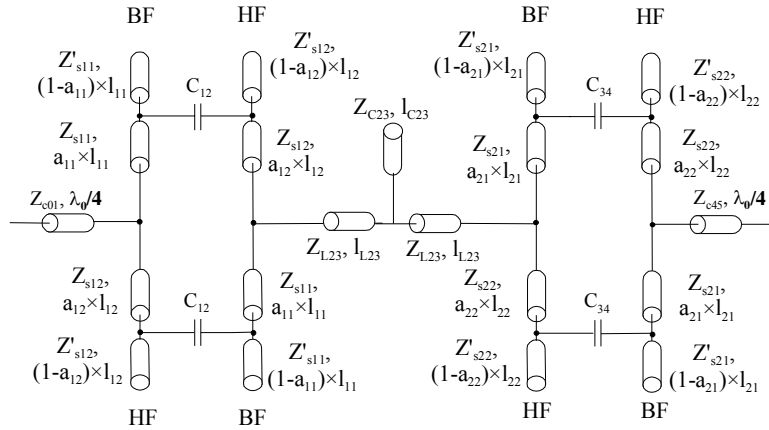 BF HF BF HF
Z'ₛ₁₁, Z'ₛ₁₂, Z'ₛ₂₁, Z'ₛ₂₂,
(1-a₁₁)×l₁₁ (1-a₁₂)×l₁₂ (1-a₂₁)×l₂₁ (1-a₂₂)×l₂₂
C₁₂ C₃₄
Z_C23, l_C23
Zₛ₁₁, Zₛ₁₂, Zₛ₂₁, Zₛ₂₂,
a₁₁×l₁₁ a₁₂×l₁₂ a₂₁×l₂₁ a₂₂×l₂₂
Z_c01, λ₀/4 Z_c45, λ₀/4
Z_L23, l_L23 Z_L23, l_L23
Zₛ₁₂, Zₛ₁₁, Zₛ₂₂, Zₛ₂₁,
a₁₂×l₁₂ a₁₁×l₁₁ a₂₂×l₂₂ a₂₁×l₂₁
C₁₂ C₃₄
Z'ₛ₁₂, Z'ₛ₁₁, Z'ₛ₂₂, Z'ₛ₂₁,
(1-a₁₂)×l₁₂ (1-a₁₁)×l₁₁ (1-a₂₂)×l₂₂ (1-a₂₁)×l₂₁
HF BF HF BF